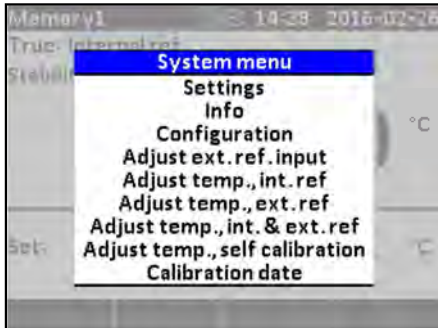 Memory1 14:39 2016-02-26
True: Internal ref
System menu
Settings
Info
Configuration
Adjust ext. ref. input
°C
Adjust temp., int. ref
Adjust temp., ext. ref
Adjust temp., int. & ext. ref
Set: °C
Adjust temp., self calibration
Calibration date